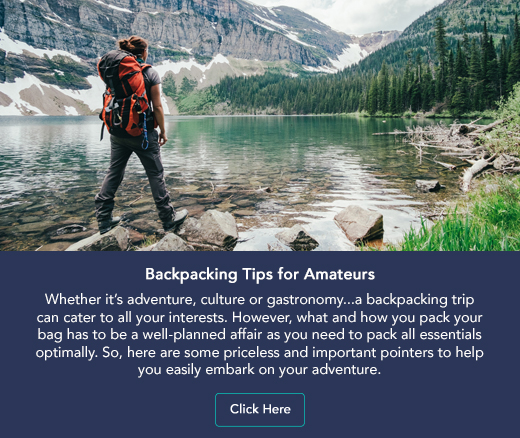 Backpacking Tips for Amateurs
Whether it's adventure, culture or gastronomy...a backpacking trip
can cater to all your interests. However, what and how you pack your
bag has to be a well-planned affair as you need to pack all essentials
optimally. So, here are some priceless and important pointers to help
you easily embark on your adventure.
Click Here